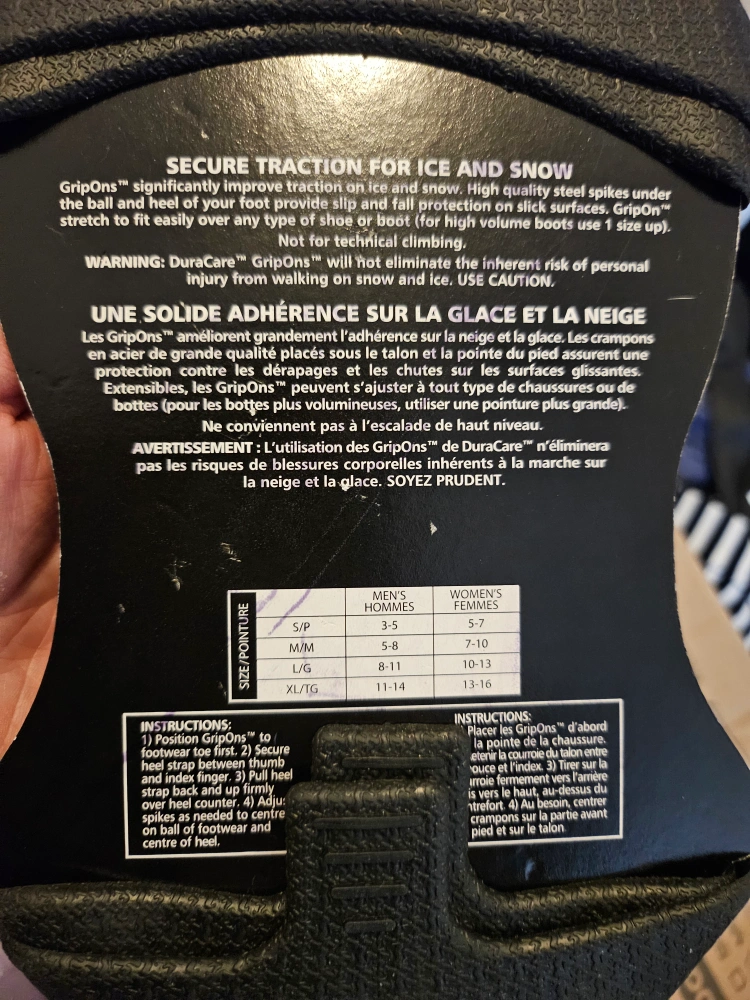 SECURE TRACTION FOR ICE AND SNOW
GripOns™ significantly improve traction on ice and snow. High quality steel spikes under
the ball and heel of your foot provide slip and fall protection on slick surfaces. GripOn™
stretch to fit easily over any type of shoe or boot (for high volume boots use 1 size up).
Not for technical climbing.
WARNING: DuraCare™ GripOns™ will not eliminate the inherent risk of personal
injury from walking on snow and ice. USE CAUTION.
UNE SOLIDE ADHÉRENCE SUR LA GLACE ET LA NEIGE
Les GripOns™ améliorent grandement l'adhérence sur la neige et la glace. Les crampons
en acier de grande qualité placés sous le talon et la pointe du pied assurent une
protection contre les dérapages et les chutes sur les surfaces glissantes.
Extensibles, les GripOns™ peuvent s'ajuster à tout type de chaussures ou de
bottes (pour les bottes plus volumineuses, utiliser une pointure plus grande).
Ne conviennent pas à l'escalade de haut niveau.
AVERTISSEMENT : L'utilisation des GripOns™ de DuraCare™ n'éliminera
pas les risques de blessures corporelles inhérents à la marche sur
la neige et la glace. SOYEZ PRUDENT.
SIZE/POINTURE
MEN'S HOMMES WOMEN'S FEMMES
S/P 3-5 5-7
M/M 5-8 7-10
L/G 8-11 10-13
XL/TG 11-14 13-16
INSTRUCTIONS:
1) Position GripOns™ to
footwear toe first. 2) Secure
heel strap between thumb
and index finger. 3) Pull heel
strap back and up firmly
over heel counter. 4) Adju
spikes as needed to centre
on ball of footwear and
centre of heel.
INSTRUCTIONS:
Placer les GripOns™ d'abord
la pointe de la chaussure.
etenir la courroie du talon entre
ouce et l'index. 3) Tirer sur la
rroie fermement vers l'arrière
is vers le haut, au-dessus du
ntrefort. 4) Au besoin, centrer
crampons sur la partie avant
pied et sur le talon